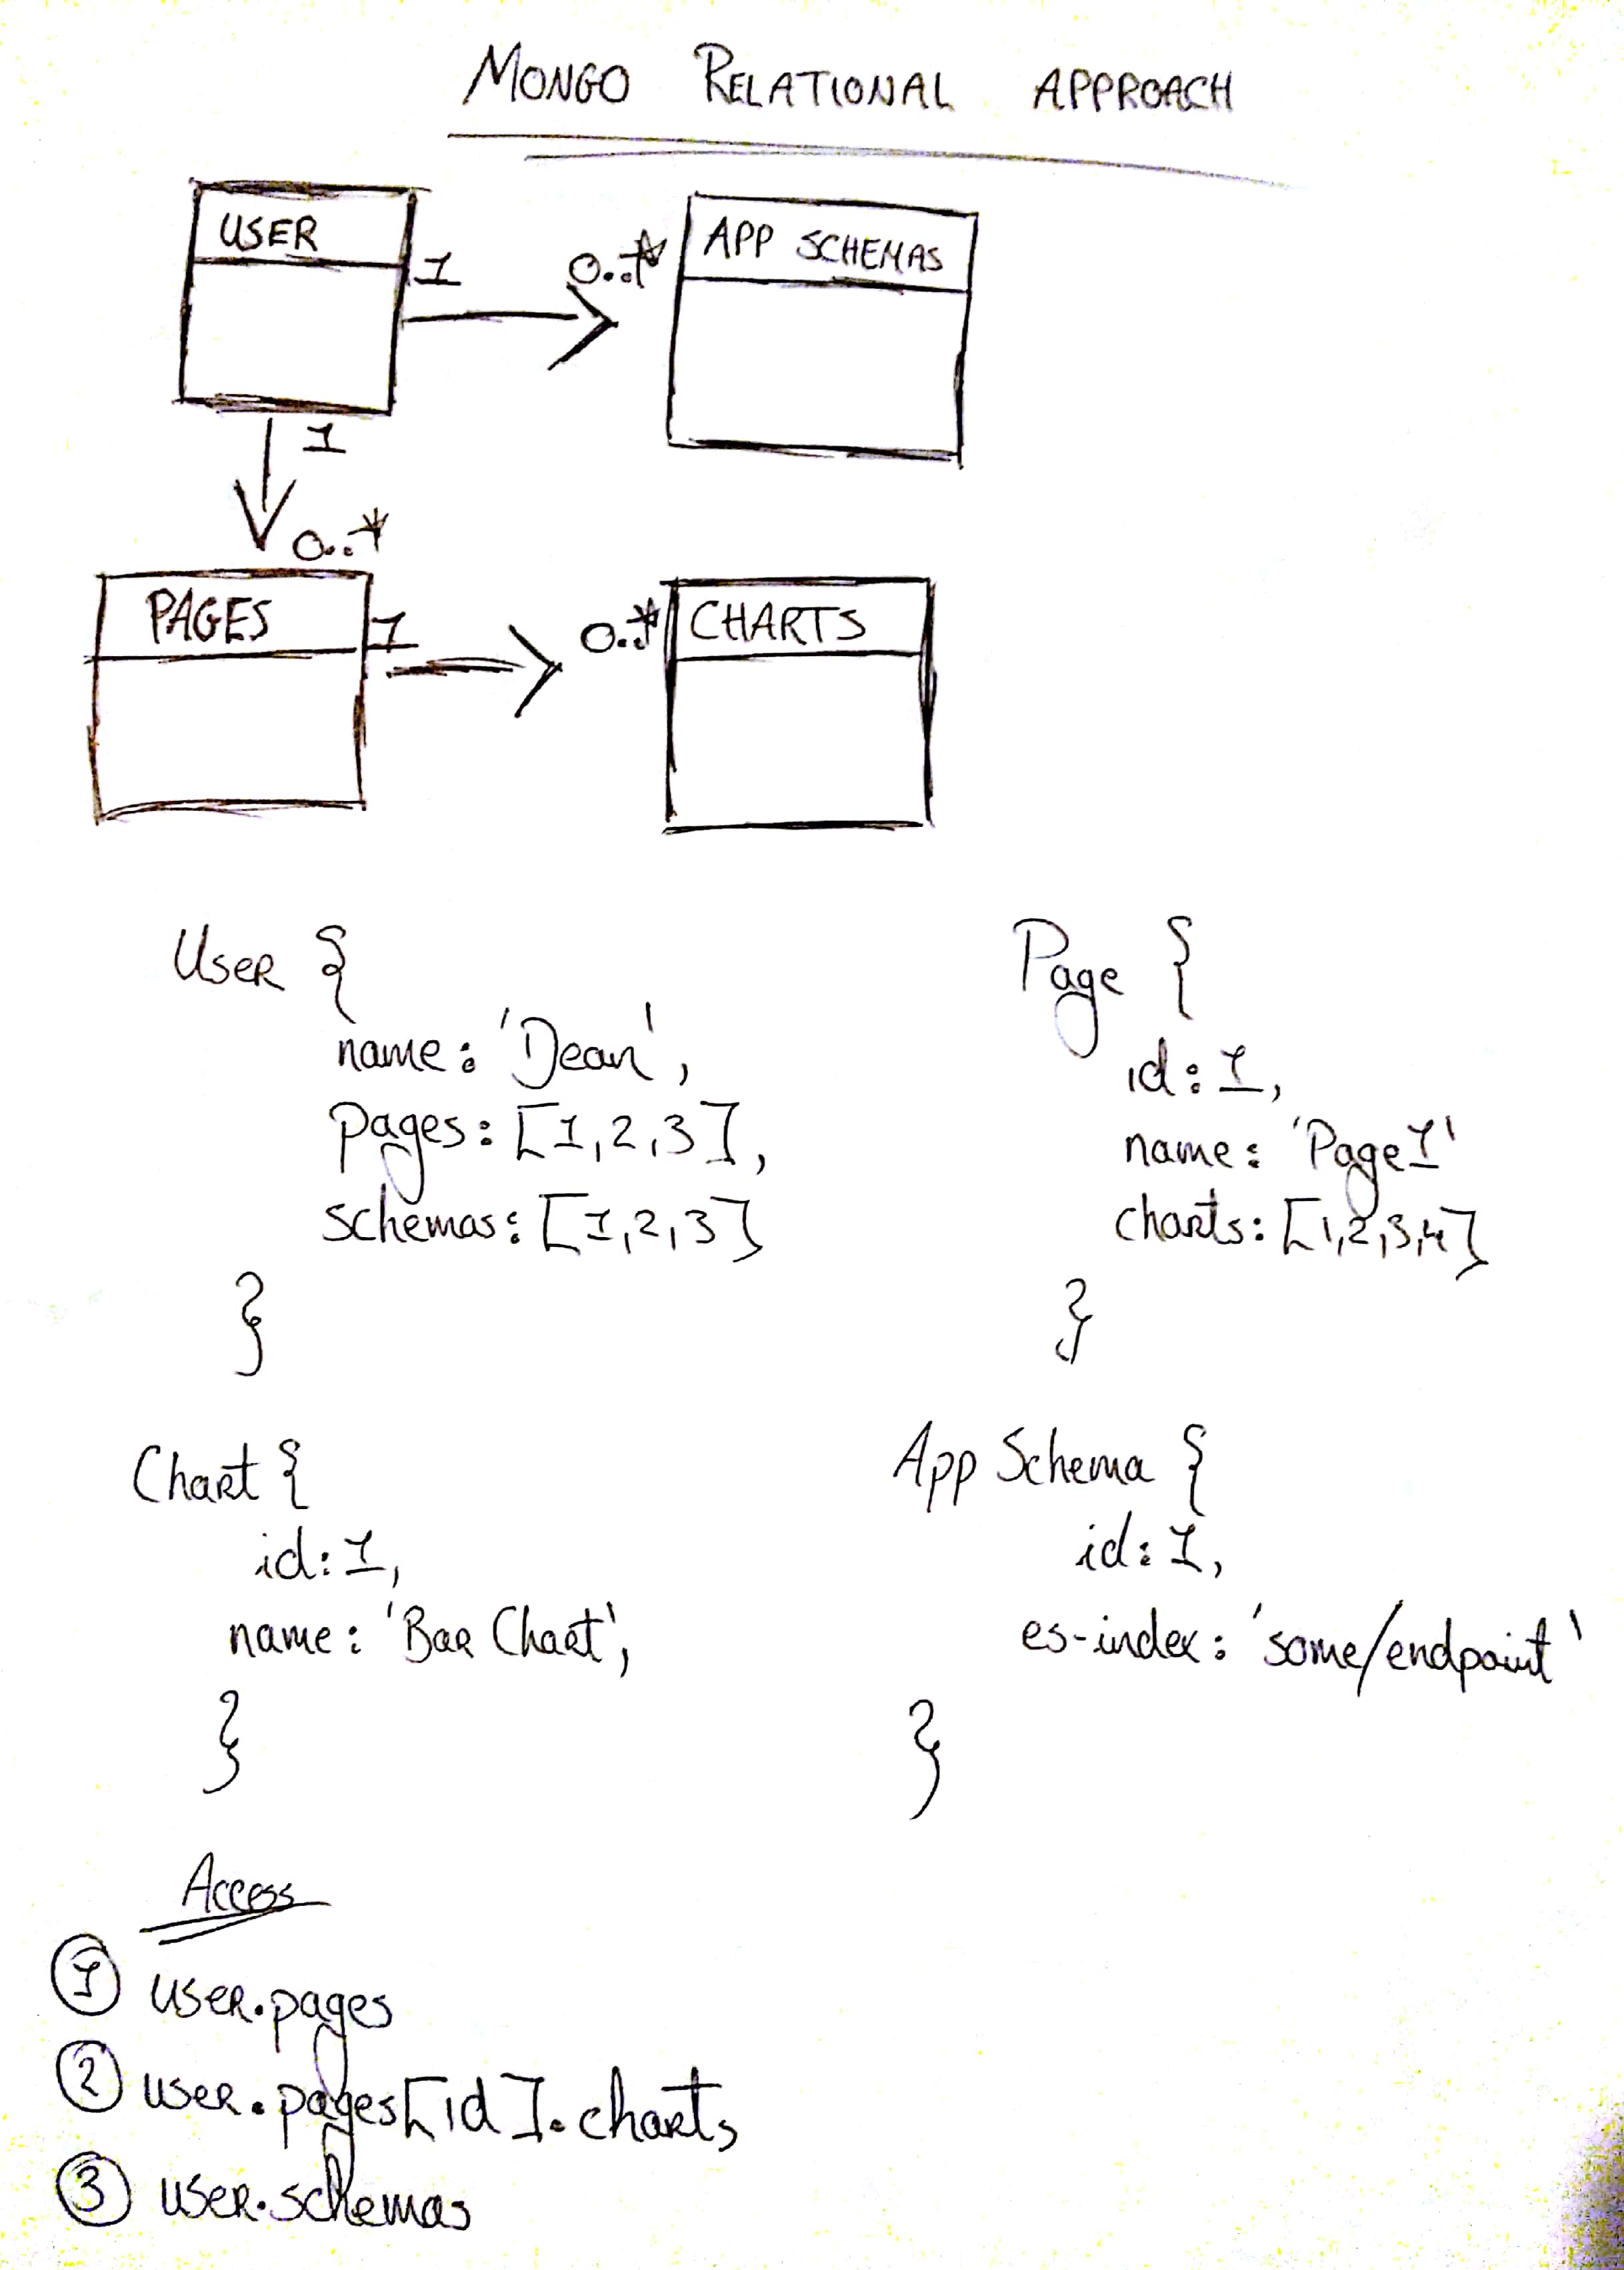 MONGO RELATIONAL APPROACH
USER
1
0..*
APP SCHEMAS
1
0..*
PAGES
1
0..*
CHARTS
User {
name: 'Dean',
pages: [1,2,3],
schemas: [1,2,3]
}
Page {
id: 1,
name: 'Page1'
charts: [1,2,3,4]
}
Chart {
id: 1,
name: 'Bar Chart',
}
App Schema {
id: 1,
es-index: 'some/endpoint'
}
Access
1 user.pages
2 user.pages[id].charts
3 user.schemas